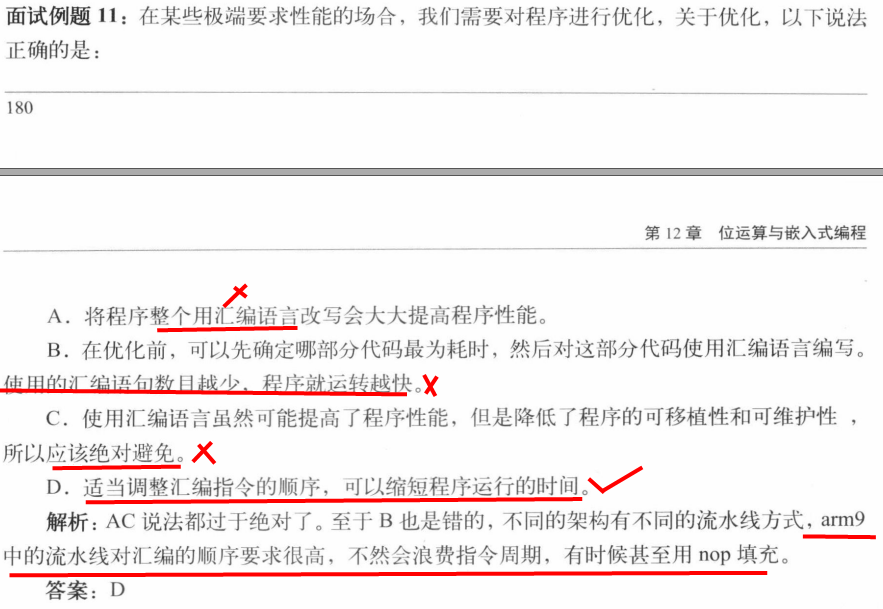 面试例题 11：在某些极端要求性能的场合，我们需要对程序进行优化，关于优化，以下说法
正确的是：
180
第 12 章　位运算与嵌入式编程
A．将程序整个用汇编语言改写会大大提高程序性能。
B．在优化前，可以先确定哪部分代码最为耗时，然后对这部分代码使用汇编语言编写。
使用的汇编语句数目越少，程序就运转越快。
C．使用汇编语言虽然可能提高了程序性能，但是降低了程序的可移植性和可维护性，
所以应该绝对避免。
D．适当调整汇编指令的顺序，可以缩短程序运行的时间。
解析：AC 说法都过于绝对了。至于 B 也是错的，不同的架构有不同的流水线方式，arm9
中的流水线对汇编的顺序要求很高，不然会浪费指令周期，有时候甚至用 nop 填充。
答案：D